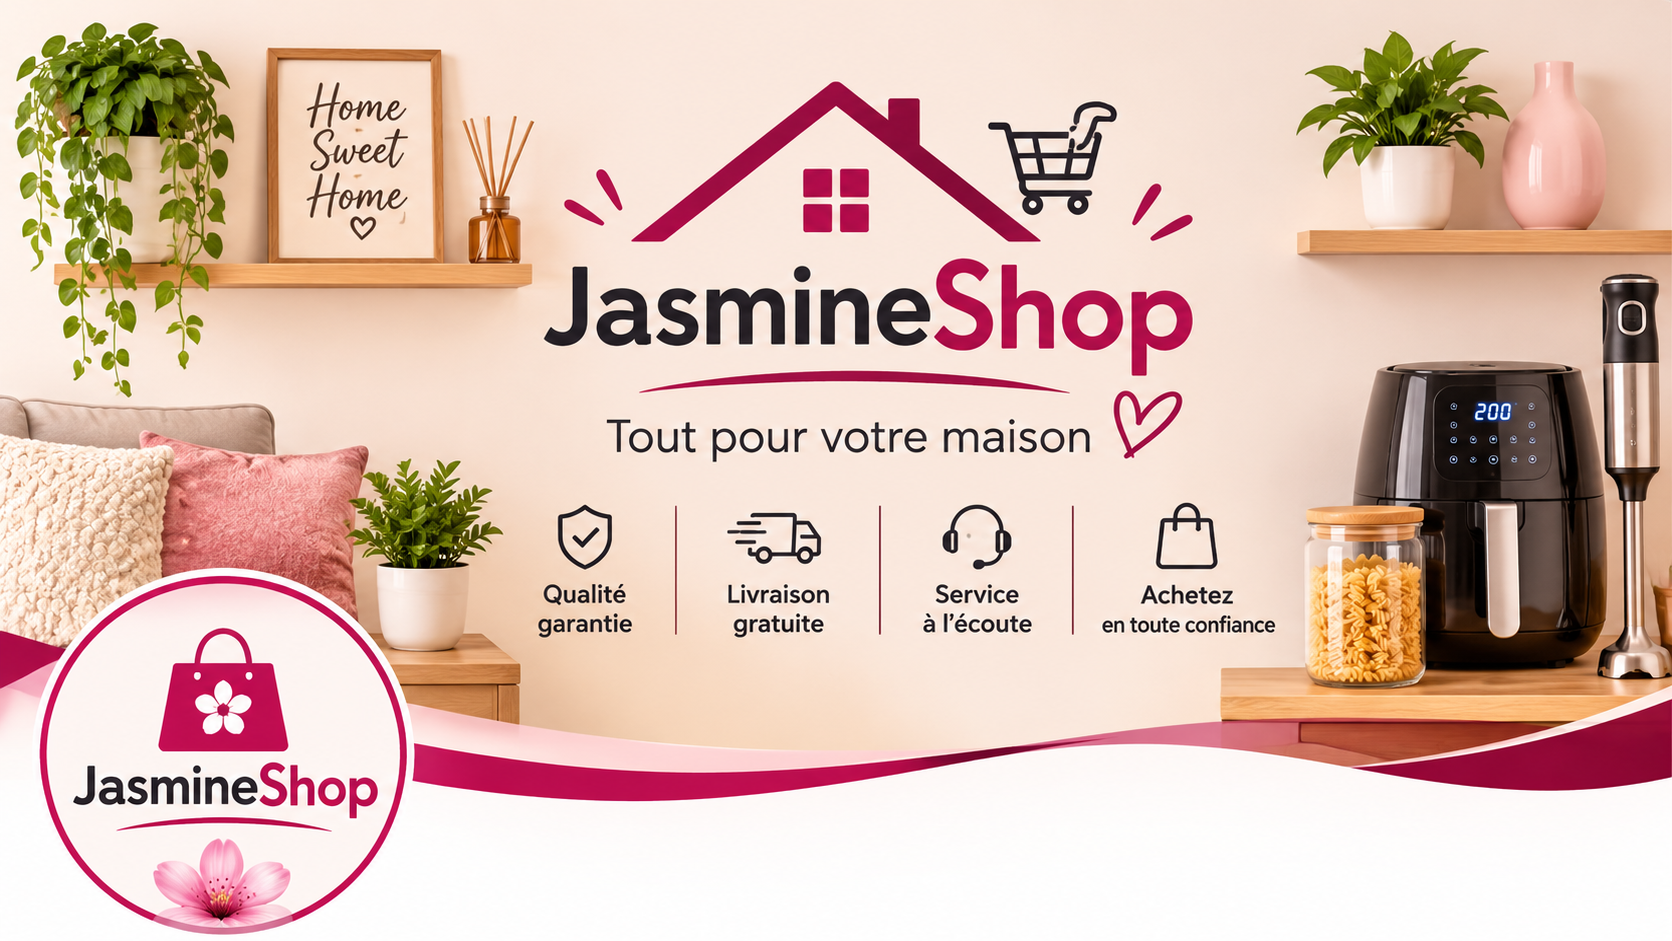 Home
Sweet
Home
JasmineShop
Tout pour votre maison
Qualité
garantie
Livraison
gratuite
Service
à l'écoute
Achetez
en toute confiance
200
JasmineShop